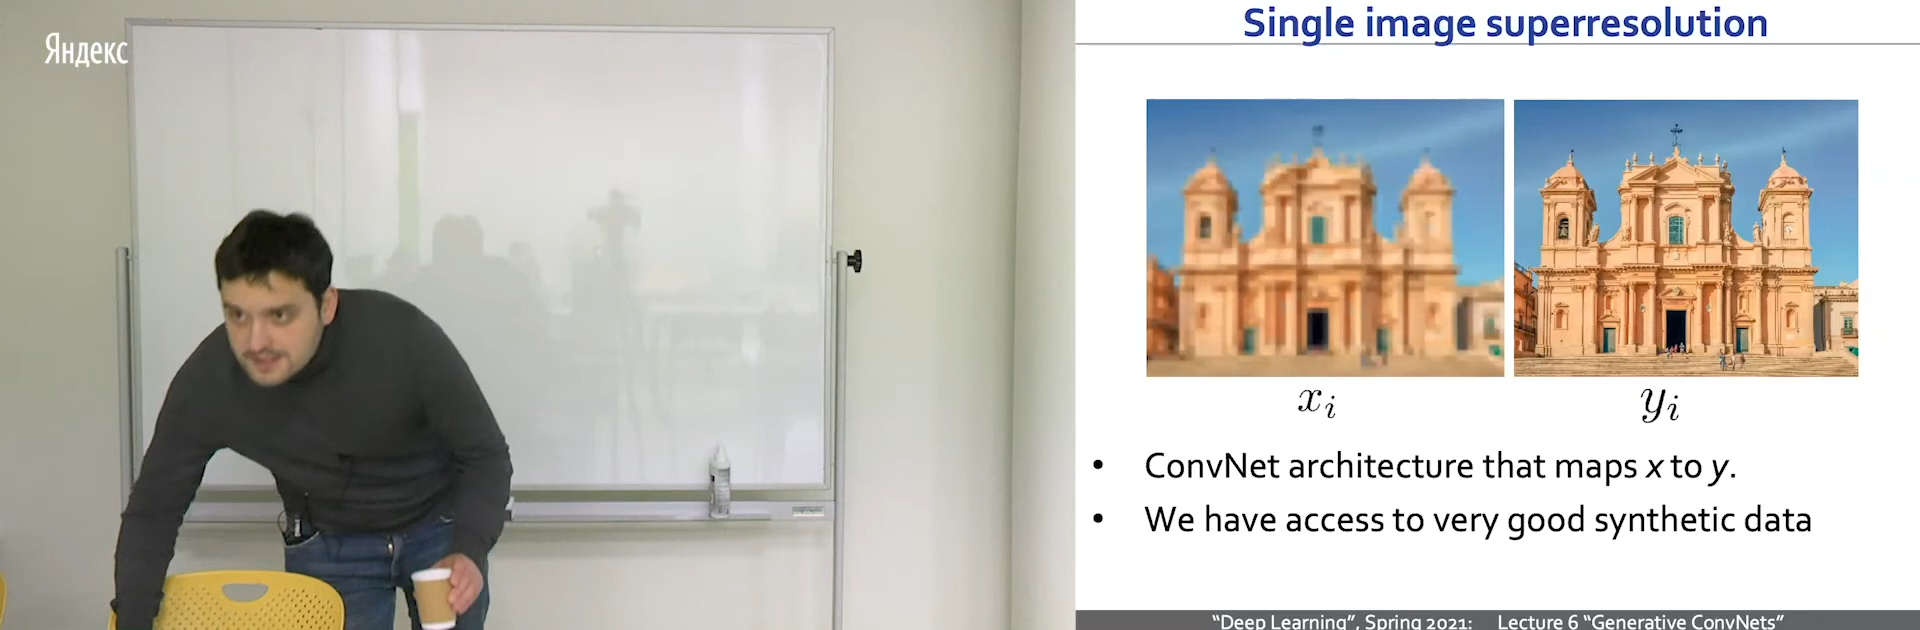 Яндекс
Single image superresolution
x_i
y_i
• ConvNet architecture that maps x to y.
• We have access to very good synthetic data
"Deep Learning", Spring 2021: Lecture 6 "Generative ConvNets"